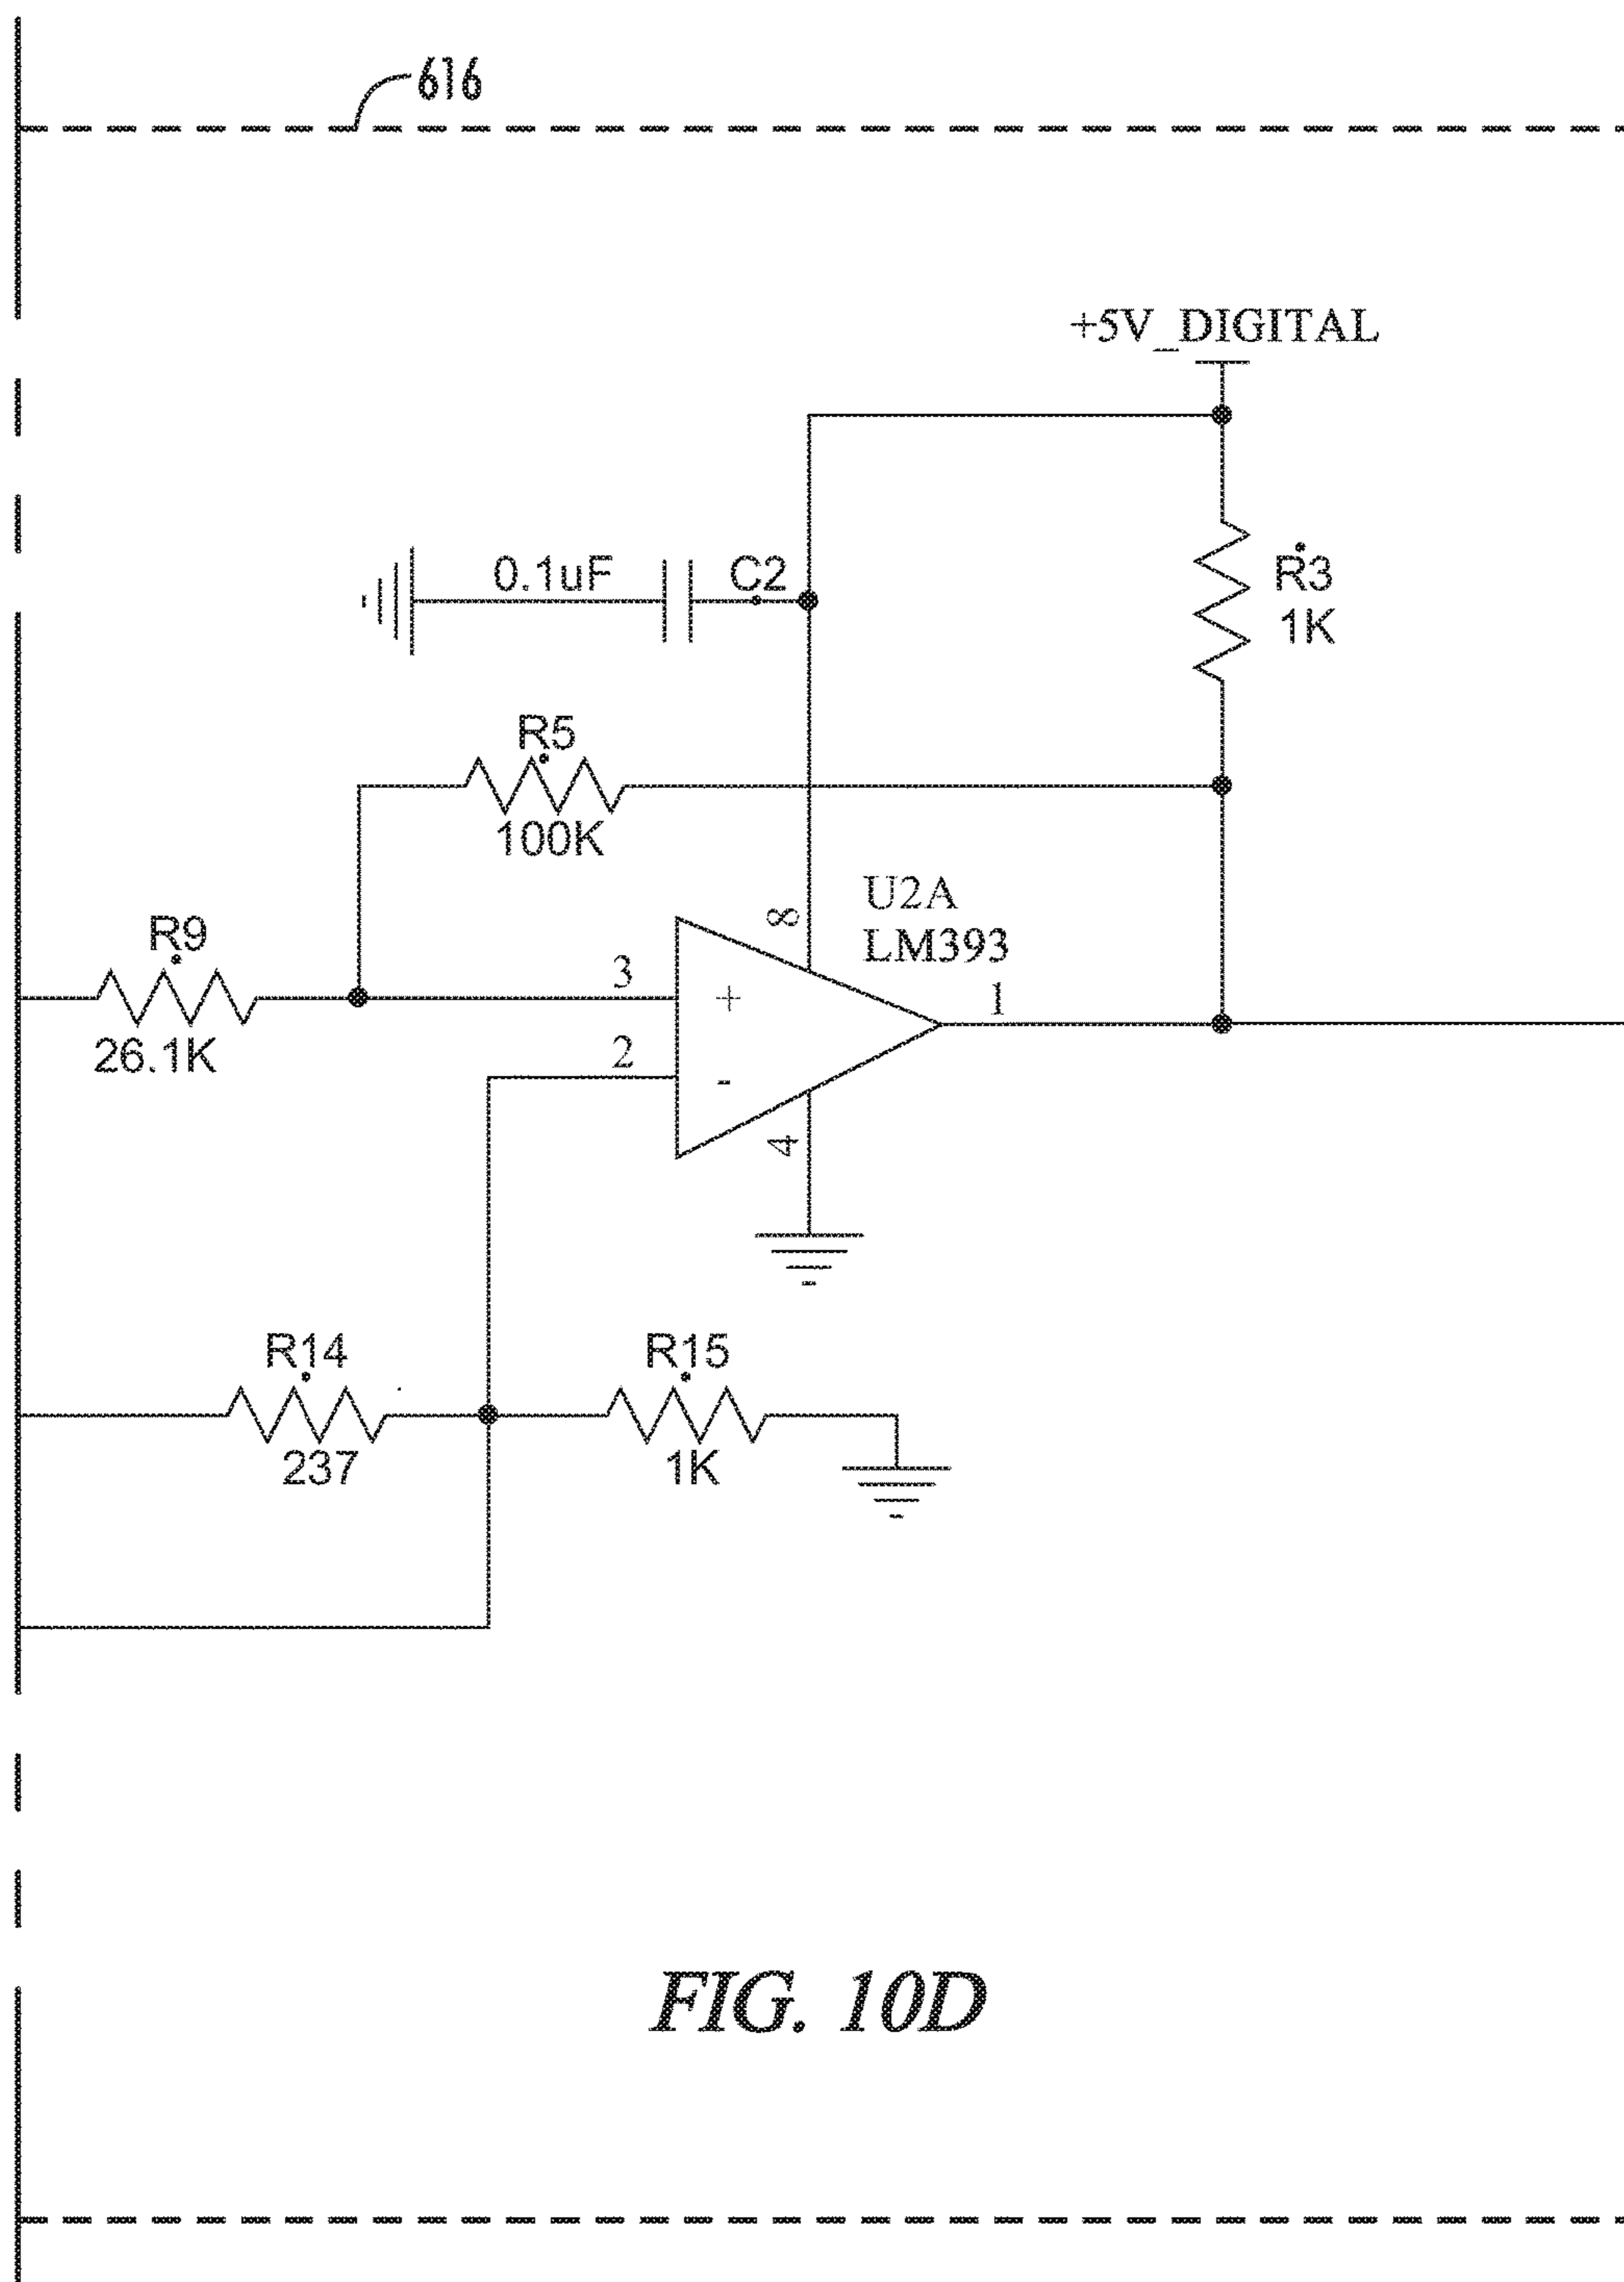 616
+5V_DIGITAL
0.1uF
C2
R3
1K
R5
100K
U2A
LM393
8
R9
26.1K
3
+
1
2
-
4
R14
237
R15
1K
FIG. 10D